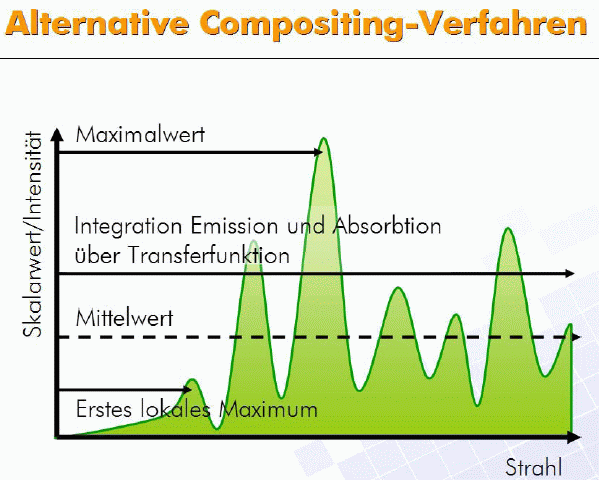 Alternative Compositing-Verfahren
Skalarwert/Intensität
Maximalwert
Integration Emission und Absorbtion
über Transferfunktion
Mittelwert
Erstes lokales Maximum
Strahl